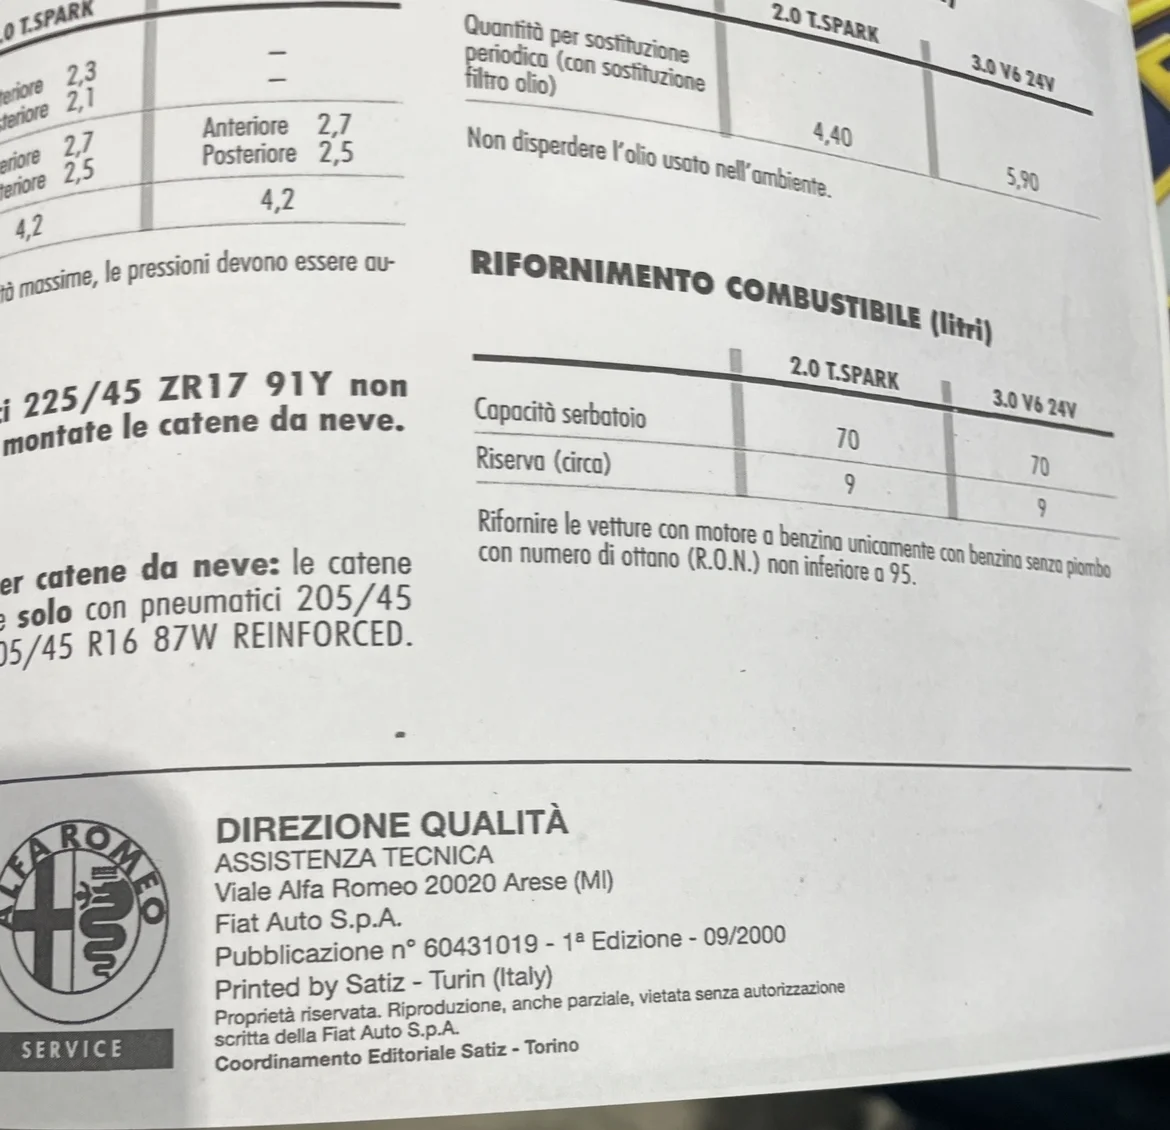 .0 T.SPARK
2,3
2,1
2,7
2,5
4,2
–
–
Anteriore 2,7
Posteriore 2,5
4,2
massime, le pressioni devono essere au-
225/45 ZR17 91Y non
montate le catene da neve.
catene da neve: le catene
solo con pneumatici 205/45
05/45 R16 87W REINFORCED.
2.0 T.SPARK 3.0 V6 24V
Quantità per sostituzione
periodica (con sostituzione
filtro olio) 4,40 5,90
Non disperdere l'olio usato nell'ambiente.
RIFORNIMENTO COMBUSTIBILE (litri)
2.0 T.SPARK 3.0 V6 24V
Capacità serbatoio 70 70
Riserva (circa) 9 9
Rifornire le vetture con motore a benzina unicamente con benzina senza piombo
con numero di ottano (R.O.N.) non inferiore a 95.
ALFA ROMEO
SERVICE
DIREZIONE QUALITÀ
ASSISTENZA TECNICA
Viale Alfa Romeo 20020 Arese (MI)
Fiat Auto S.p.A.
Pubblicazione n° 60431019 - 1ª Edizione - 09/2000
Printed by Satiz - Turin (Italy)
Proprietà riservata. Riproduzione, anche parziale, vietata senza autorizzazione
scritta della Fiat Auto S.p.A.
Coordinamento Editoriale Satiz - Torino